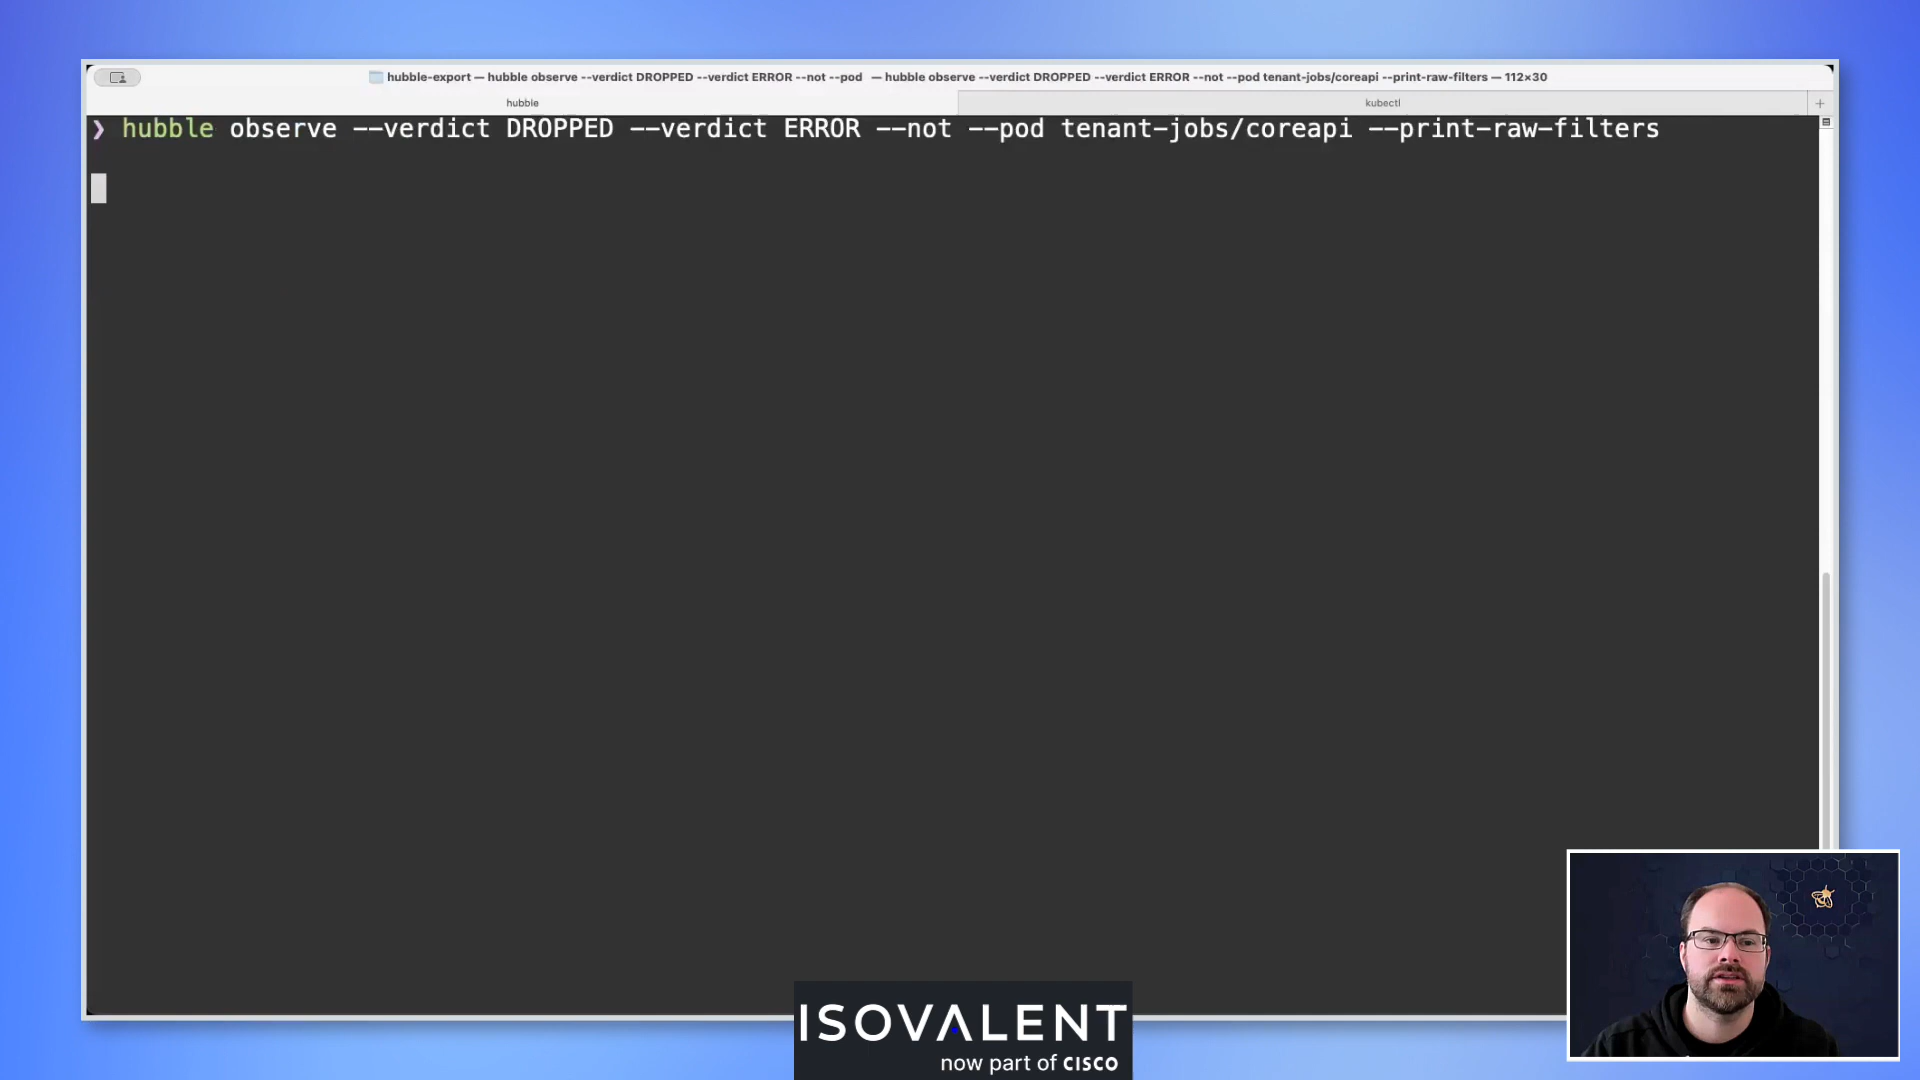 hubble-export — hubble observe --verdict DROPPED --verdict ERROR --not --pod — hubble observe --verdict DROPPED --verdict ERROR --not --pod tenant-jobs/coreapi --print-raw-filters — 112×30
hubble
kubectl
+
❯ hubble observe --verdict DROPPED --verdict ERROR --not --pod tenant-jobs/coreapi --print-raw-filters
ISOVALENT
now part of CISCO